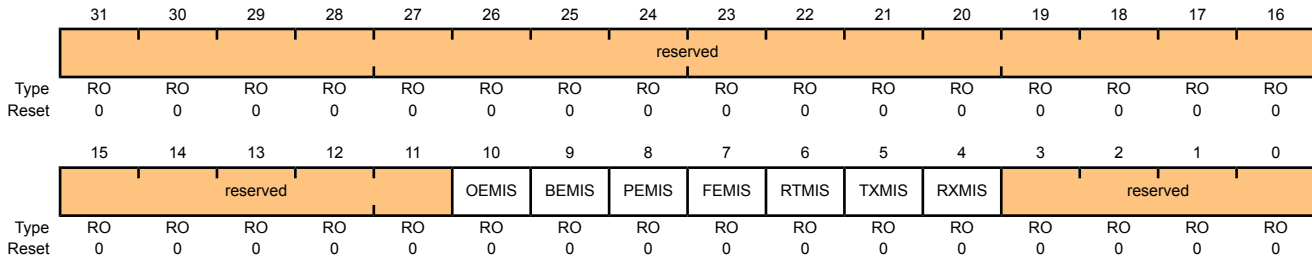 31 30 29 28 27 26 25 24 23 22 21 20 19 18 17 16
reserved
Type RO RO RO RO RO RO RO RO RO RO RO RO RO RO RO RO
Reset 0 0 0 0 0 0 0 0 0 0 0 0 0 0 0 0
15 14 13 12 11 10 9 8 7 6 5 4 3 2 1 0
reserved OEMIS BEMIS PEMIS FEMIS RTMIS TXMIS RXMIS reserved
Type RO RO RO RO RO RO RO RO RO RO RO RO RO RO RO RO
Reset 0 0 0 0 0 0 0 0 0 0 0 0 0 0 0 0